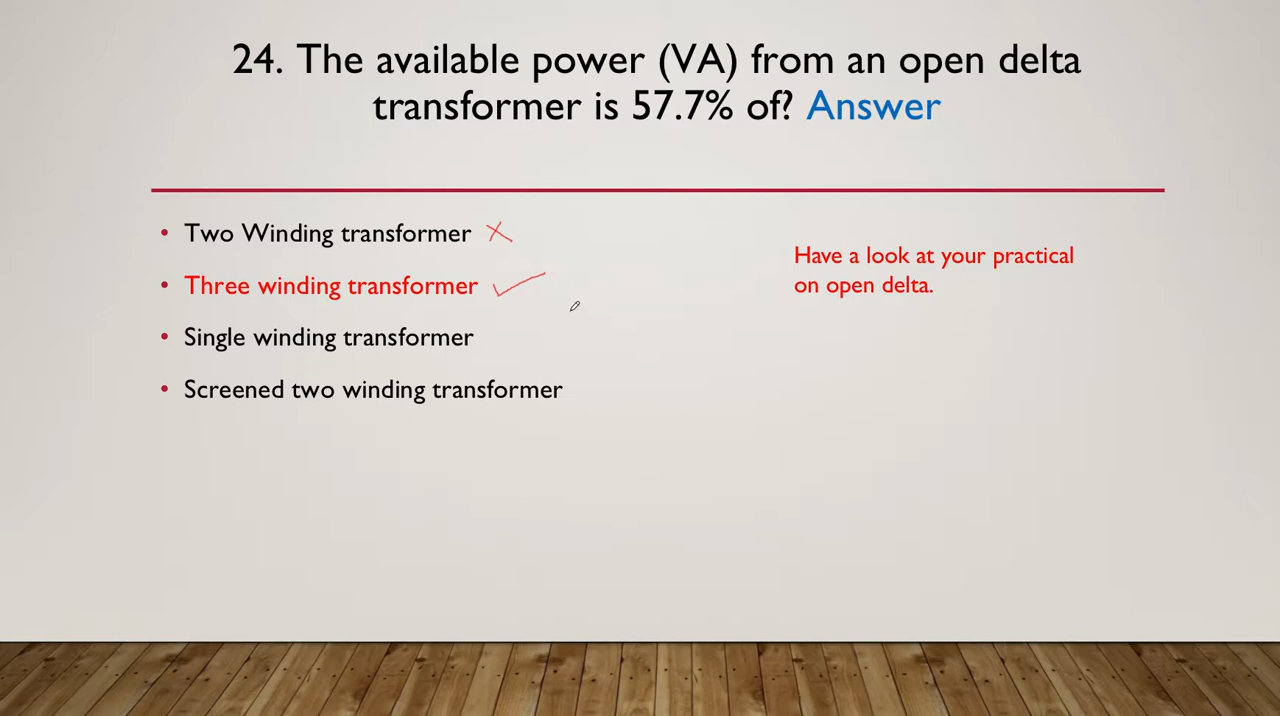 24. The available power (VA) from an open delta
transformer is 57.7% of? Answer
Two Winding transformer
Three winding transformer
Single winding transformer
Screened two winding transformer
Have a look at your practical
on open delta.